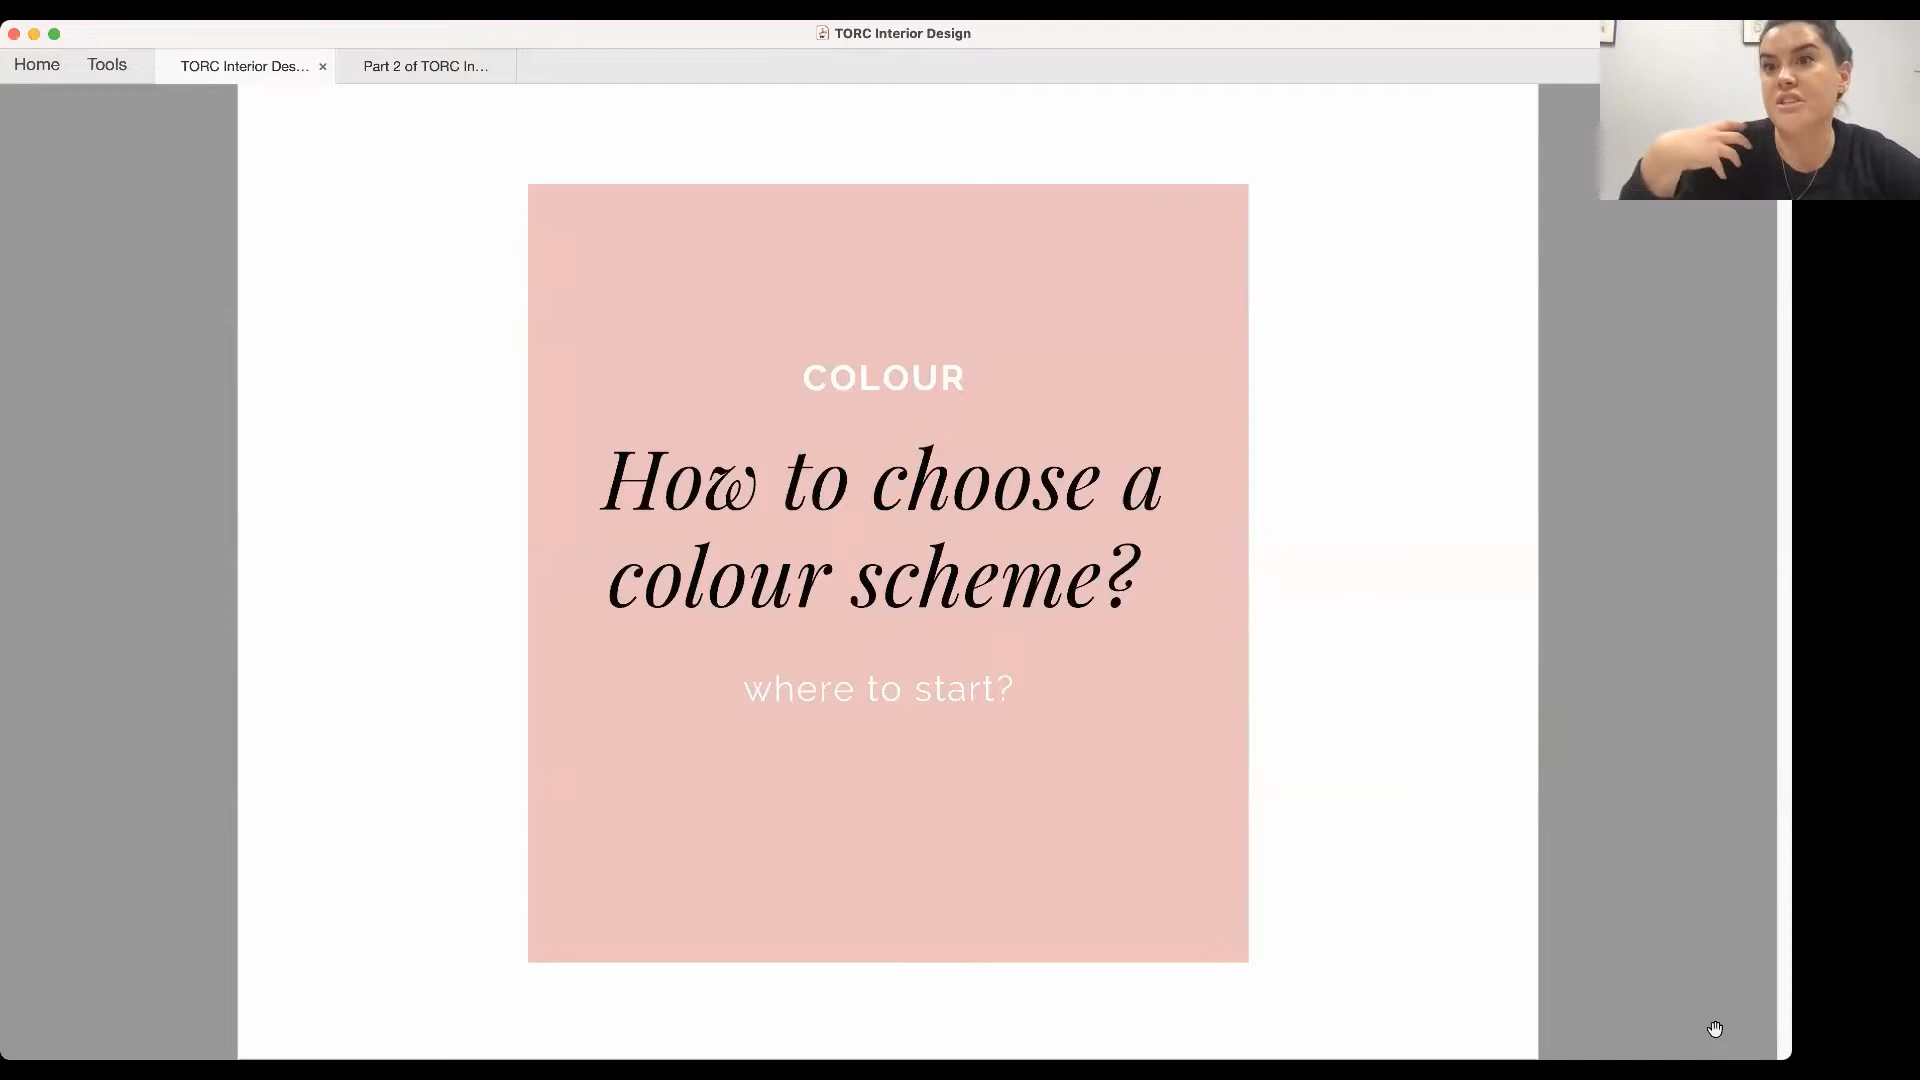 TORC Interior Design
Home
Tools
TORC Interior Des...
Part 2 of TORC In...
COLOUR
How to choose a
colour scheme?
where to start?